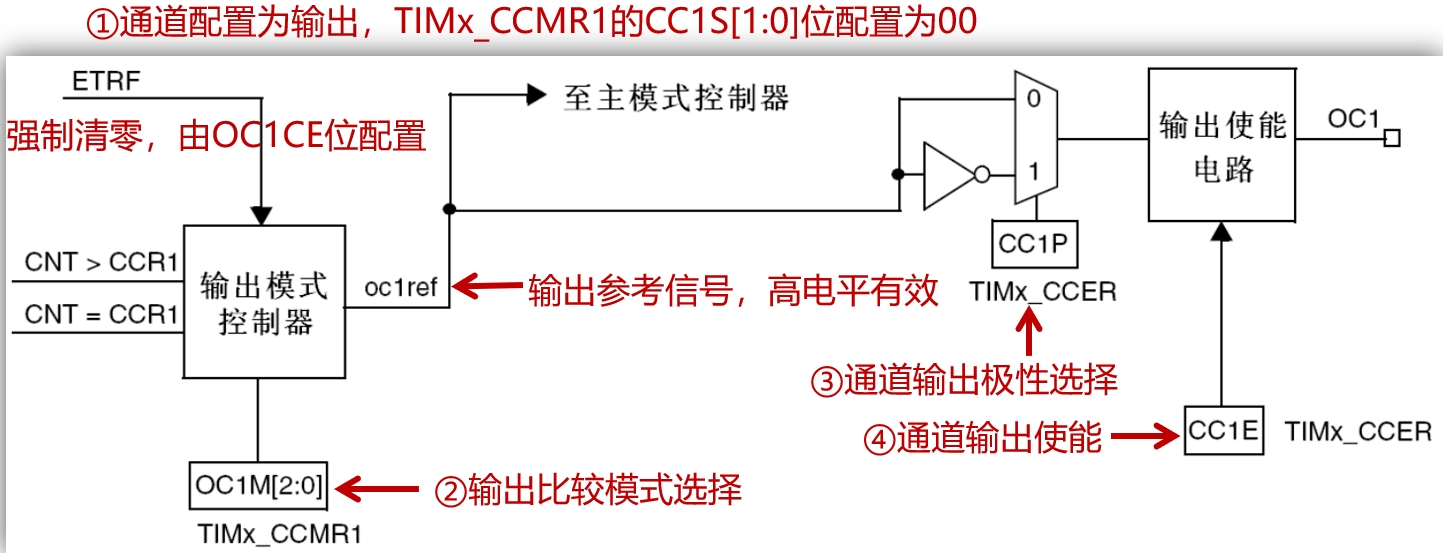 ①通道配置为输出，TIMx_CCMR1的CC1S[1:0]位配置为00
ETRF
至主模式控制器
0
强制清零，由OC1CE位配置
输出使能
电路
OC1
1
CNT > CCR1
CNT = CCR1
输出模式
控制器
oc1ref
输出参考信号，高电平有效
CC1P
TIMx_CCER
③通道输出极性选择
④通道输出使能
CC1E
TIMx_CCER
OC1M[2:0]
②输出比较模式选择
TIMx_CCMR1